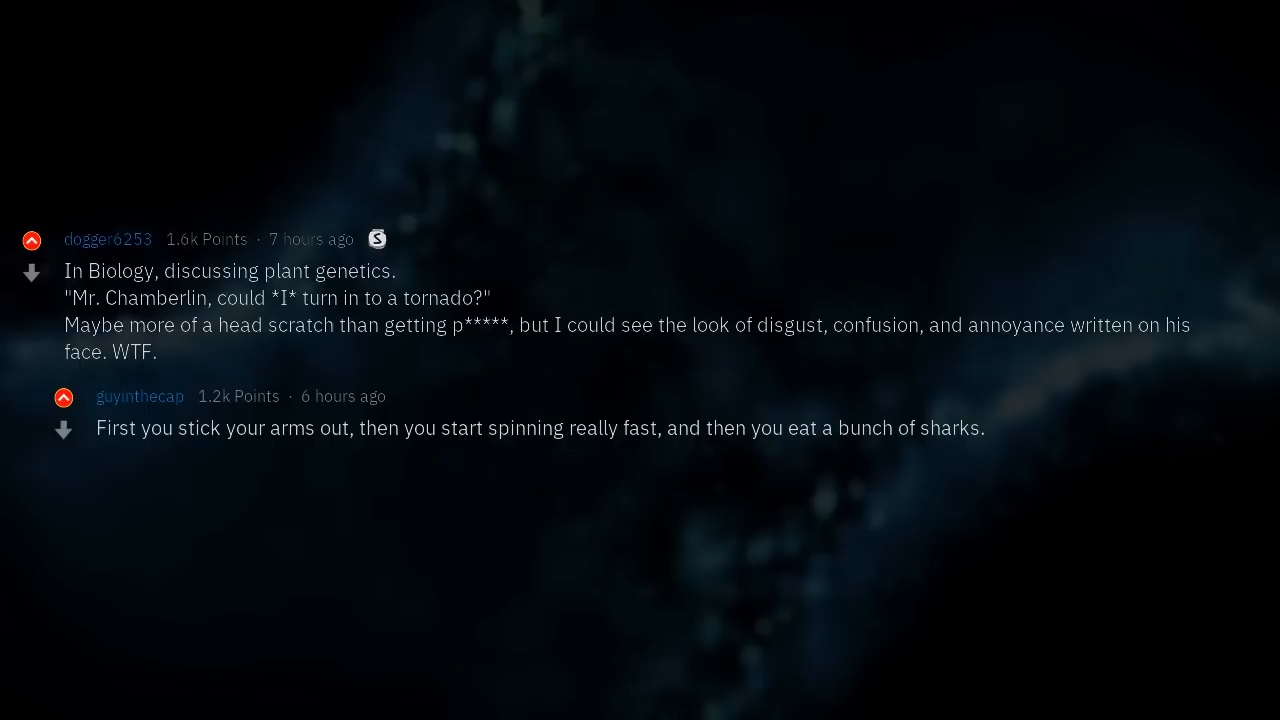 dogger6253 1.6k Points · 7 hours ago S
In Biology, discussing plant genetics.
"Mr. Chamberlin, could *I* turn in to a tornado?"
Maybe more of a head scratch than getting p*****, but I could see the look of disgust, confusion, and annoyance written on his
face. WTF.
guyinthecap 1.2k Points · 6 hours ago
First you stick your arms out, then you start spinning really fast, and then you eat a bunch of sharks.